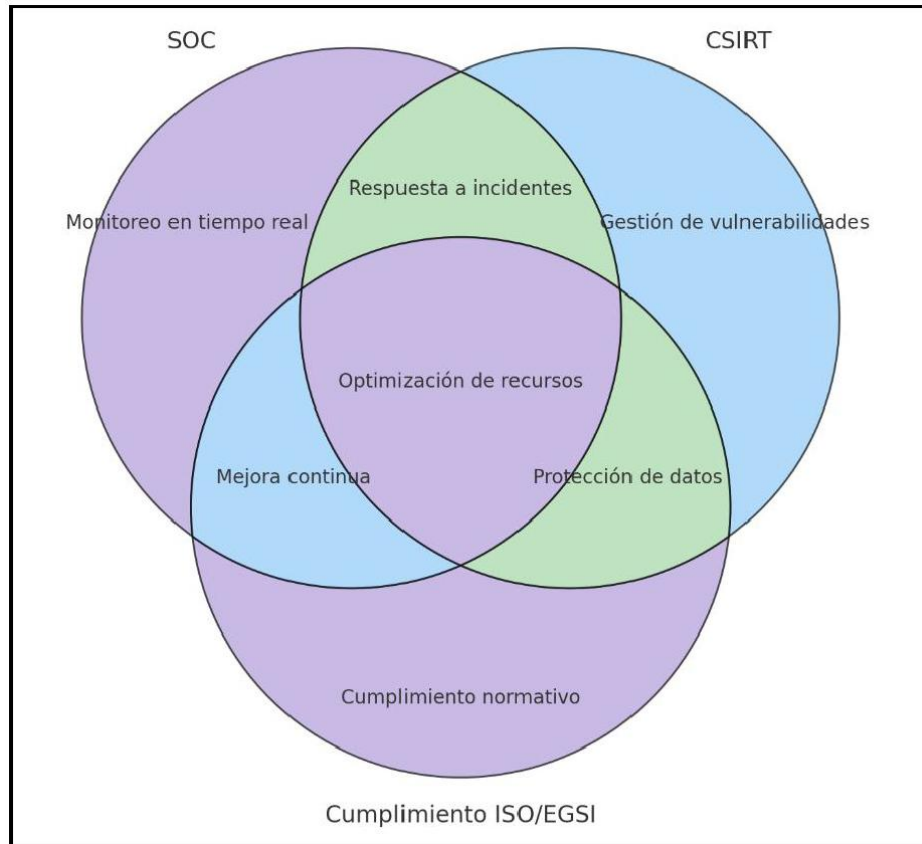 SOC
CSIRT
Respuesta a incidentes
Monitoreo en tiempo real
Gestión de vulnerabilidades
Optimización de recursos
Mejora continua
Protección de datos
Cumplimiento normativo
Cumplimiento ISO/EGSI